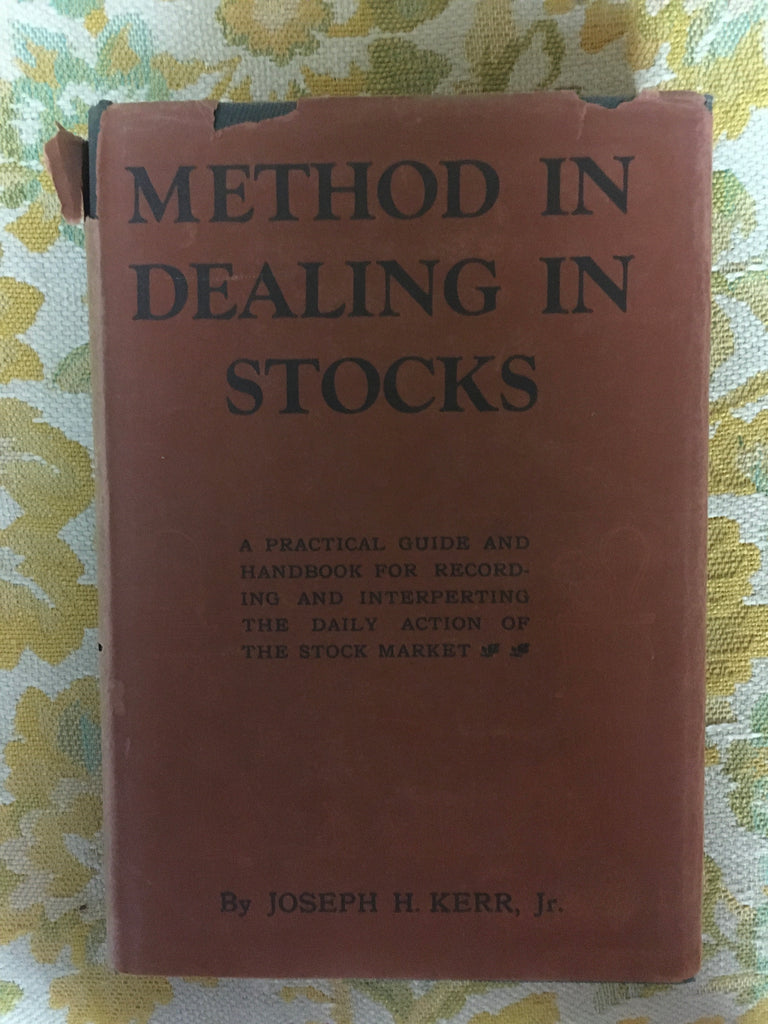 METHOD IN
DEALING IN
STOCKS
A PRACTICAL GUIDE AND
HANDBOOK FOR RECORD-
ING AND INTERPERTING
THE DAILY ACTION OF
THE STOCK MARKET
By JOSEPH H. KERR, Jr.